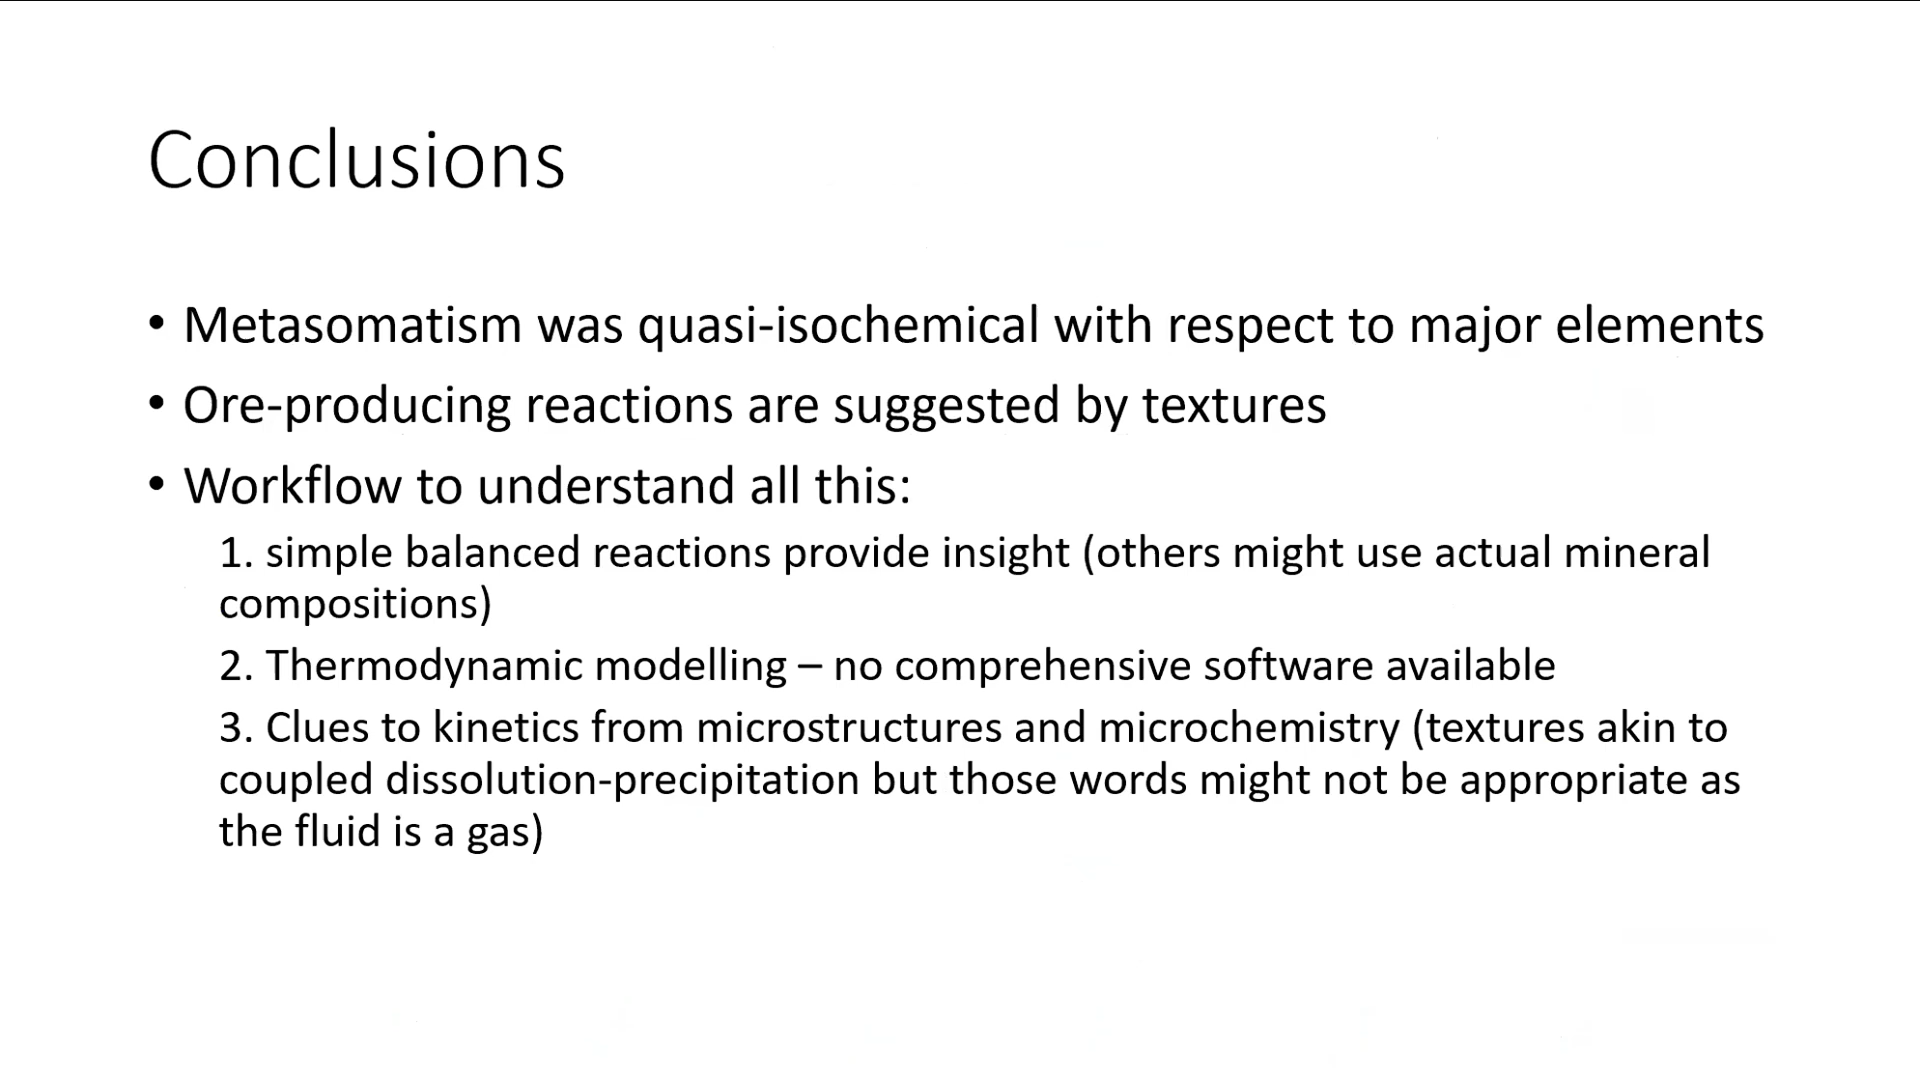 Conclusions
• Metasomatism was quasi-isochemical with respect to major elements
• Ore-producing reactions are suggested by textures
• Workflow to understand all this:
1. simple balanced reactions provide insight (others might use actual mineral
compositions)
2. Thermodynamic modelling – no comprehensive software available
3. Clues to kinetics from microstructures and microchemistry (textures akin to
coupled dissolution-precipitation but those words might not be appropriate as
the fluid is a gas)